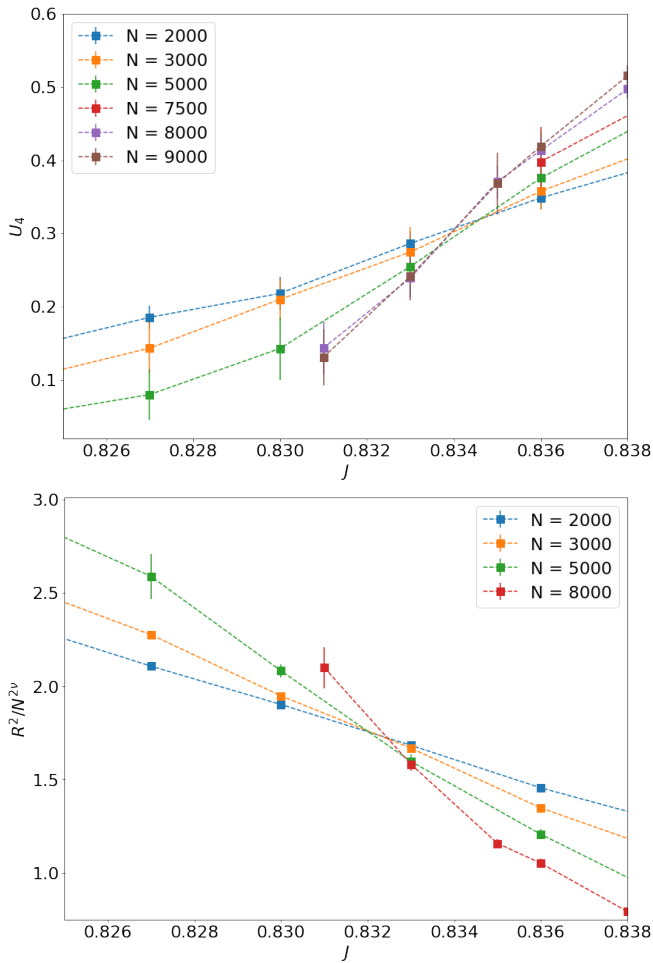 0.6
0.5
0.4
0.3
0.2
0.1
U₄
N = 2000
N = 3000
N = 5000
N = 7500
N = 8000
N = 9000
0.826 0.828 0.830 0.832 0.834 0.836 0.838
J
3.0
2.5
2.0
1.5
1.0
R²/N²ᵛ
N = 2000
N = 3000
N = 5000
N = 8000
0.826 0.828 0.830 0.832 0.834 0.836 0.838
J